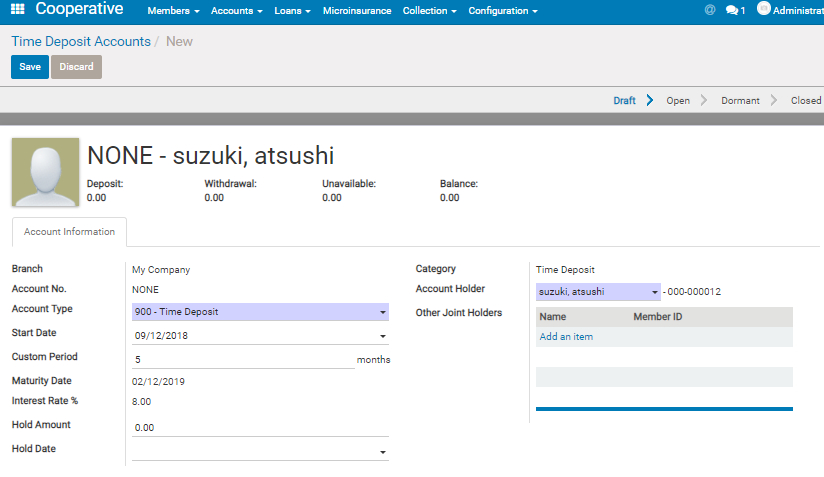 Cooperative Members Accounts Loans Microinsurance Collection Configuration @ 1 Administrat
Time Deposit Accounts / New
Save Discard
Draft Open Dormant Closed
NONE - suzuki, atsushi
Deposit: Withdrawal: Unavailable: Balance:
0.00 0.00 0.00 0.00
Account Information
Branch My Company
Account No. NONE
Account Type 900 - Time Deposit
Start Date 09/12/2018
Custom Period 5 months
Maturity Date 02/12/2019
Interest Rate % 8.00
Hold Amount 0.00
Hold Date
Category Time Deposit
Account Holder suzuki, atsushi - 000-000012
Other Joint Holders Name Member ID
Add an item